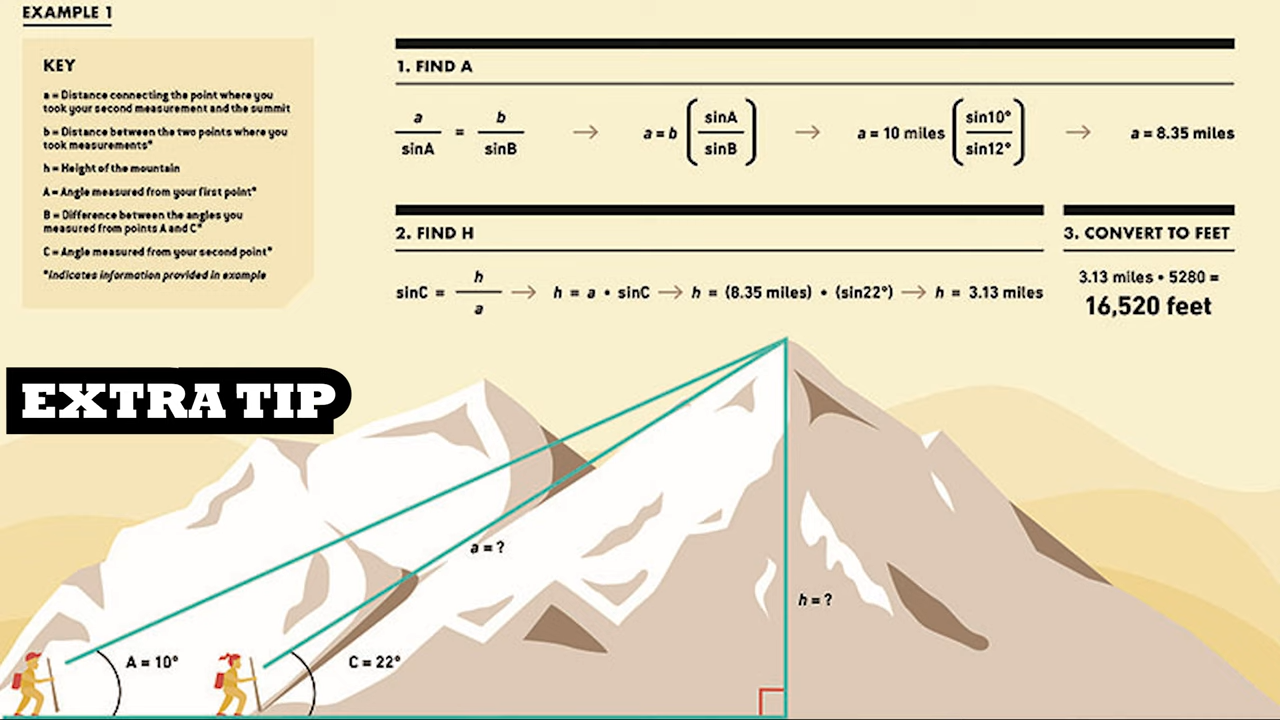 EXAMPLE 1
KEY
a = Distance connecting the point where you
took your second measurement and the summit
b = Distance between the two points where you
took measurements*
h = Height of the mountain
A = Angle measured from your first point*
B = Difference between the angles you
measured from points A and C*
C = Angle measured from your second point*
*Indicates information provided in example
1. FIND A
a/sinA = b/sinB → a = b (sinA/sinB) → a = 10 miles (sin10°/sin12°) → a = 8.35 miles
2. FIND H
sinC = h/a → h = a • sinC → h = (8.35 miles) • (sin22°) → h = 3.13 miles
3. CONVERT TO FEET
3.13 miles • 5280 =
16,520 feet
EXTRA TIP
a = ?
h = ?
A = 10°
C = 22°